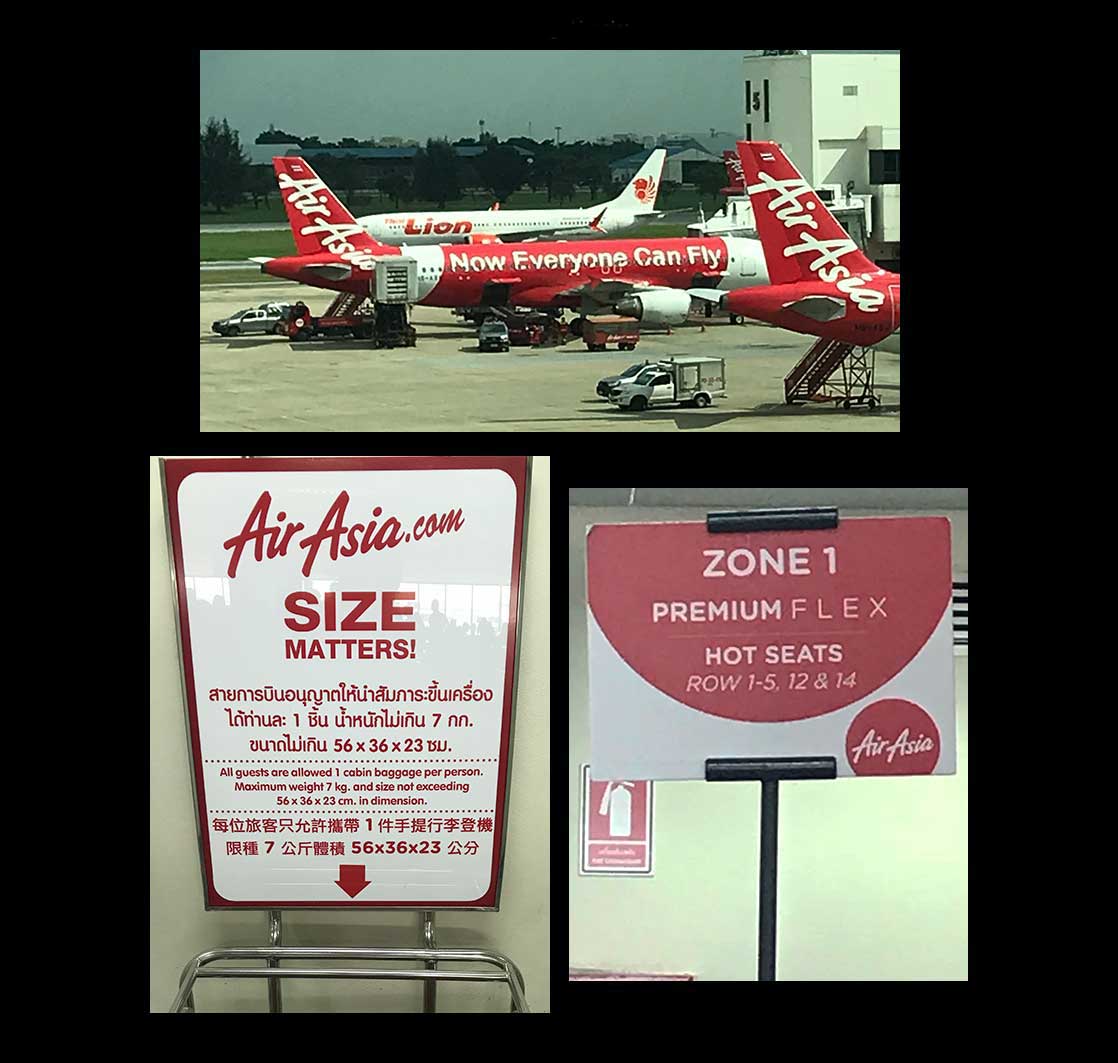 5
Air Asia
Thai Lion
Now Everyone Can Fly
Air Asia
AirAsia.com
SIZE
MATTERS!
สายการบินอนุญาตให้นำสัมภาระขึ้นเครื่อง
ได้ท่านละ 1 ชิ้น น้ำหนักไม่เกิน 7 กก.
ขนาดไม่เกิน 56 x 36 x 23 ซม.
All guests are allowed 1 cabin baggage per person.
Maximum weight 7 kg. and size not exceeding
56 x 36 x 23 cm. in dimension.
每位旅客只允許攜帶 1 件手提行李登機
限種 7 公斤體積 56x36x23 公分
ZONE 1
PREMIUM FLEX
HOT SEATS
ROW 1-5, 12 & 14
AirAsia